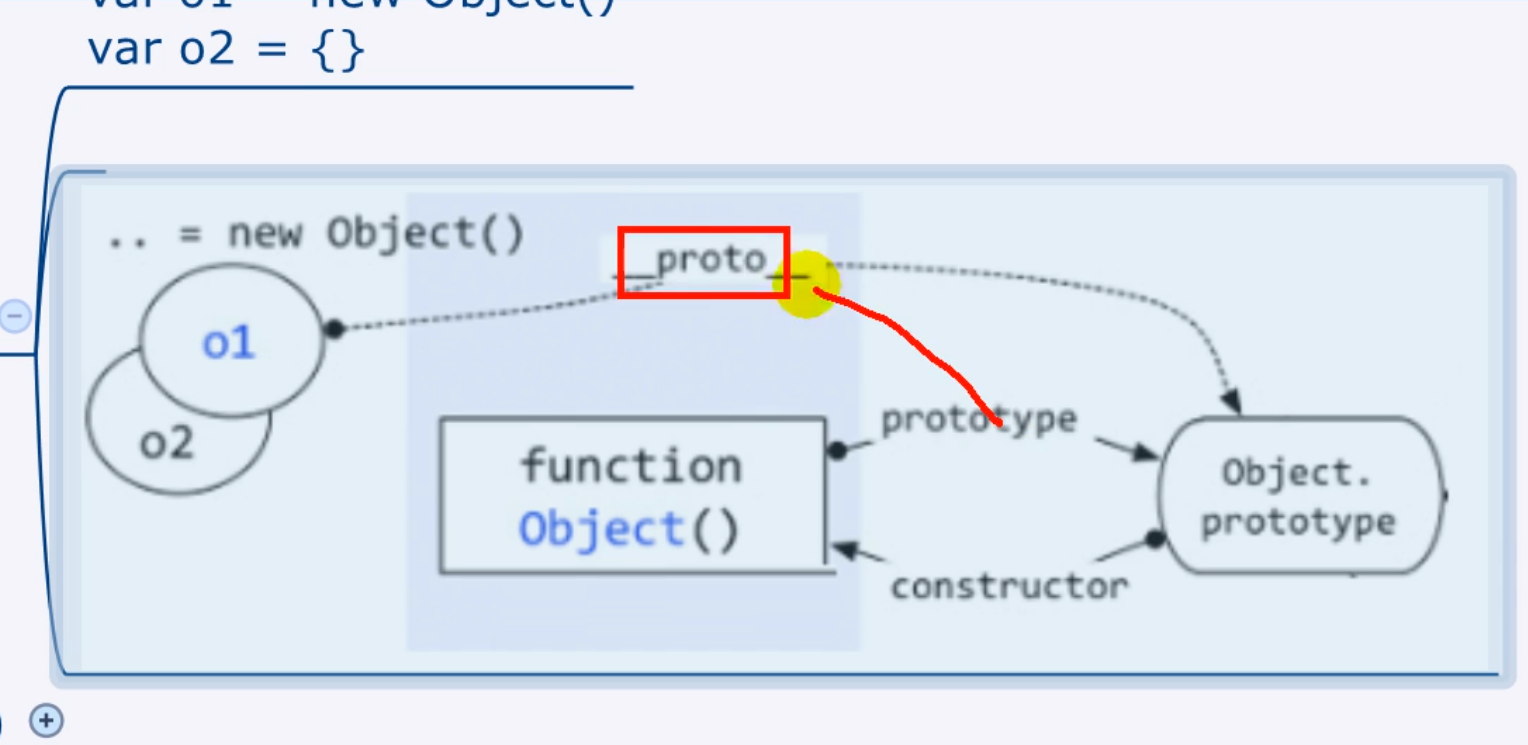 var o1 = new Object()
var o2 = {}
.. = new Object()
__proto__
o1
o2
prototype
function
Object()
Object.
prototype
constructor